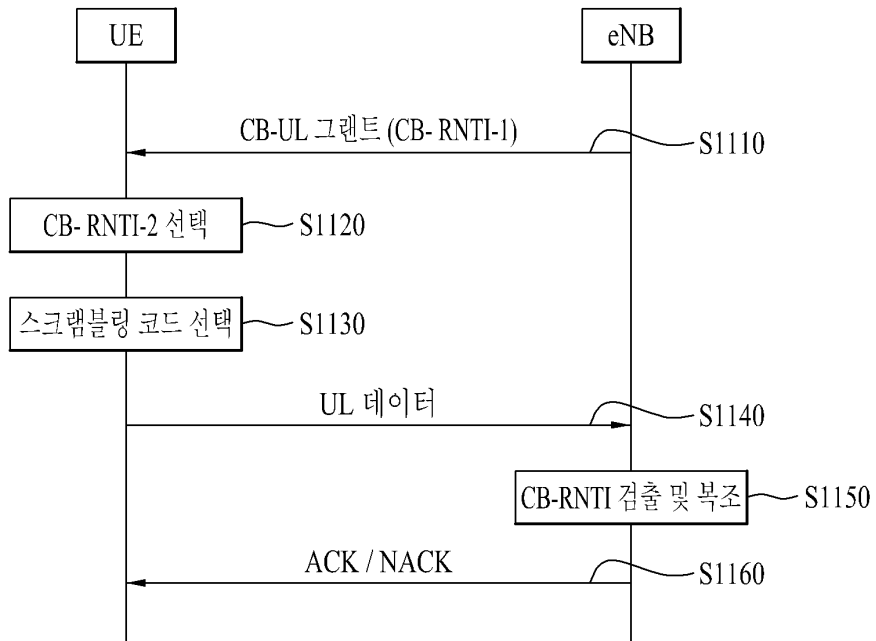 UE
eNB
CB-UL 그랜트 (CB- RNTI-1)
S1110
CB- RNTI-2 선택
S1120
스크램블링 코드 선택
S1130
UL 데이터
S1140
CB-RNTI 검출 및 복조
S1150
ACK / NACK
S1160